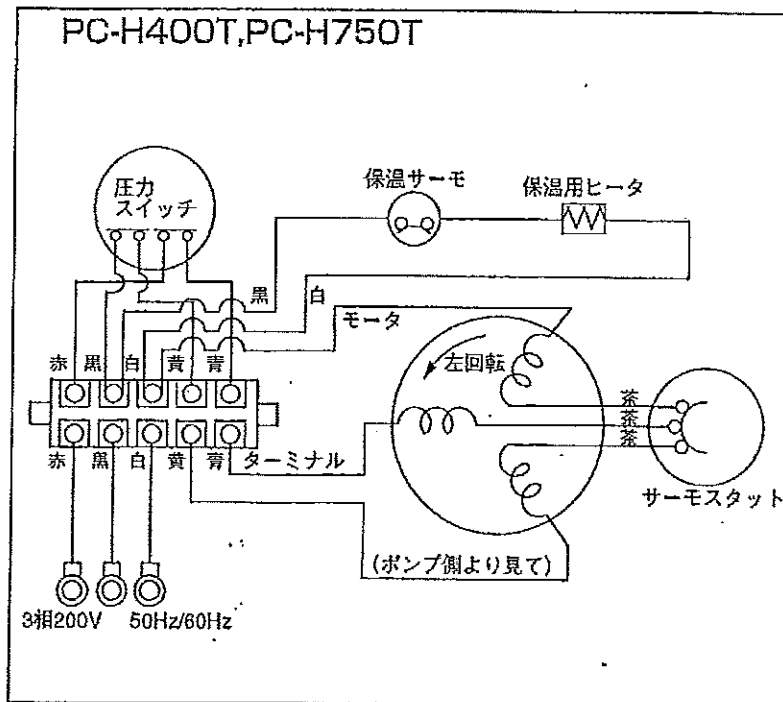 PC-H400T,PC-H750T
圧力
スイッチ
保温サーモ
保温用ヒータ
黒
白
モータ
赤
黒
白
黄
青
左回転
茶
茶
茶
赤
黒
白
黄
青
ターミナル
サーモスタット
(ポンプ側より見て)
3相200V
50Hz/60Hz